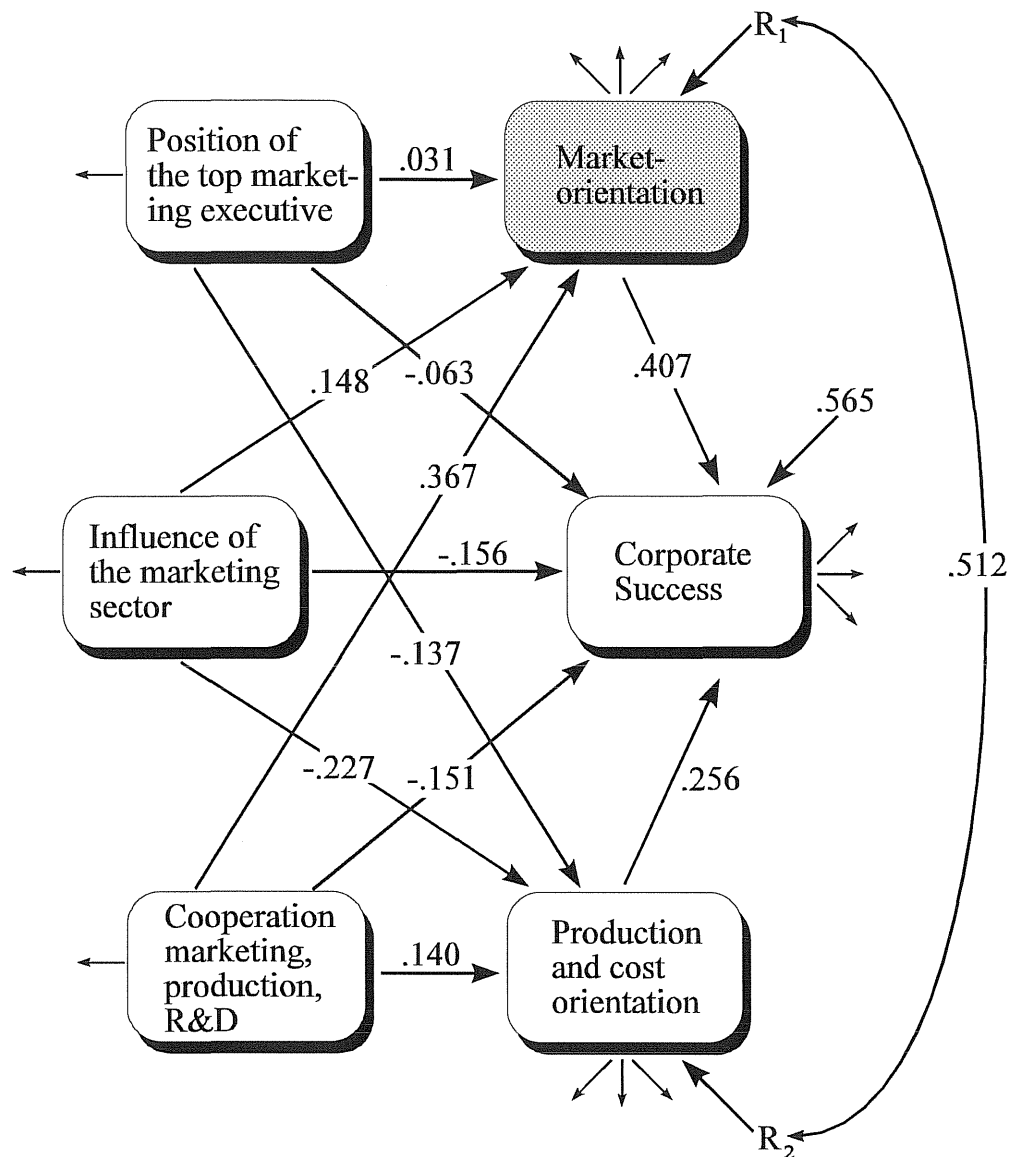 R1
Position of
the top market-
ing executive
.031
Market-
orientation
.148
-.063
.407
.565
.367
Influence of
the marketing
sector
-.156
Corporate
Success
.512
-.137
-.227
-.151
.256
Cooperation
marketing,
production,
R&D
.140
Production
and cost
orientation
R2